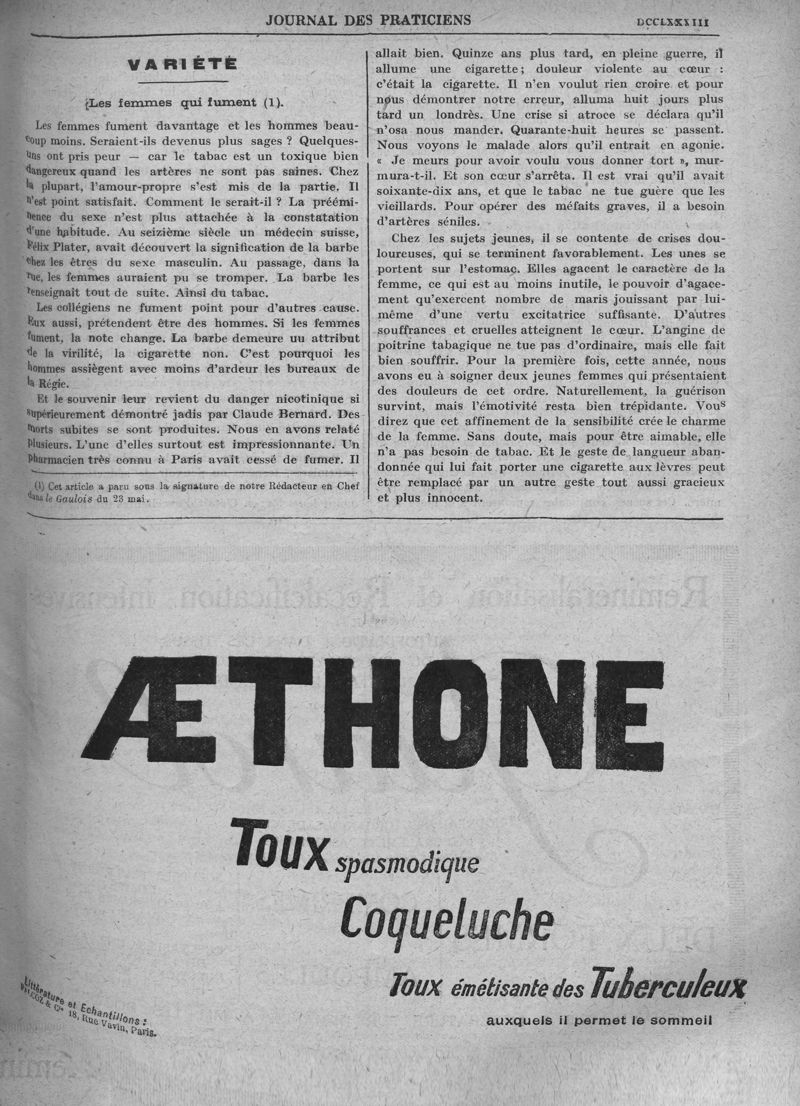 JOURNAL DES PRATICIENS
DCCLXXXIII
VARIÉTÉ
Les femmes qui fument (1).
Les femmes fument davantage et les hommes beau-
coup moins. Seraient-ils devenus plus sages ? Quelques-
uns ont pris peur — car le tabac est un toxique bien
dangereux quand les artères ne sont pas saines. Chez
la plupart, l'amour-propre s'est mis de la partie. Il
n'est point satisfait. Comment le serait-il ? La préémi-
nence du sexe n'est plus attachée à la constatation
d'une habitude. Au seizième siècle un médecin suisse,
Félix Plater, avait découvert la signification de la barbe
chez les êtres du sexe masculin. Au passage, dans la
rue, les femmes auraient pu se tromper. La barbe les
renseignait tout de suite. Ainsi du tabac.
Les collégiens ne fument point pour d'autres cause.
Eux aussi, prétendent être des hommes. Si les femmes
fument, la note change. La barbe demeure uu attribut
de la virilité, la cigarette non. C'est pourquoi les
hommes assiègent avec moins d'ardeur les bureaux de
la Régie.
Et le souvenir leur revient du danger nicotinique si
supérieurement démontré jadis par Claude Bernard. Des
morts subites se sont produites. Nous en avons relaté
plusieurs. L'une d'elles surtout est impressionnante. Un
pharmacien très connu à Paris avait cessé de fumer. Il
(1) Cet article a paru sous la signature de notre Rédacteur en Chef
dans le Gaulois du 23 mai.
allait bien. Quinze ans plus tard, en pleine guerre, il
allume une cigarette ; douleur violente au cœur :
c'était la cigarette. Il n'en voulut rien croire et pour
nous démontrer notre erreur, alluma huit jours plus
tard un londrès. Une crise si atroce se déclara qu'il
n'osa nous mander. Quarante-huit heures se passent.
Nous voyons le malade alors qu'il entrait en agonie.
« Je meurs pour avoir voulu vous donner tort », mur-
mura-t-il. Et son cœur s'arrêta. Il est vrai qu'il avait
soixante-dix ans, et que le tabac ne tue guère que les
vieillards. Pour opérer des méfaits graves, il a besoin
d'artères séniles.
Chez les sujets jeunes, il se contente de crises dou-
loureuses, qui se terminent favorablement. Les unes se
portent sur l'estomac. Elles agacent le caractère de la
femme, ce qui est au moins inutile, le pouvoir d'agace-
ment qu'exercent nombre de maris jouissant par lui-
même d'une vertu excitatrice suffisante. D'autres
souffrances et cruelles atteignent le cœur. L'angine de
poitrine tabagique ne tue pas d'ordinaire, mais elle fait
bien souffrir. Pour la première fois, cette année, nous
avons eu à soigner deux jeunes femmes qui présentaient
des douleurs de cet ordre. Naturellement, la guérison
survint, mais l'émotivité resta bien trépidante. Vous
direz que cet affinement de la sensibilité crée le charme
de la femme. Sans doute, mais pour être aimable, elle
n'a pas besoin de tabac. Et le geste de langueur aban-
donnée qui lui fait porter une cigarette aux lèvres peut
être remplacé par un autre geste tout aussi gracieux
et plus innocent.
ÆTHONE
Toux spasmodique
Coqueluche
Toux émétisante des Tuberculeux
auxquels il permet le sommeil
Littérature et Echantillons :
& Cie 18, Rue Vavin, Paris.